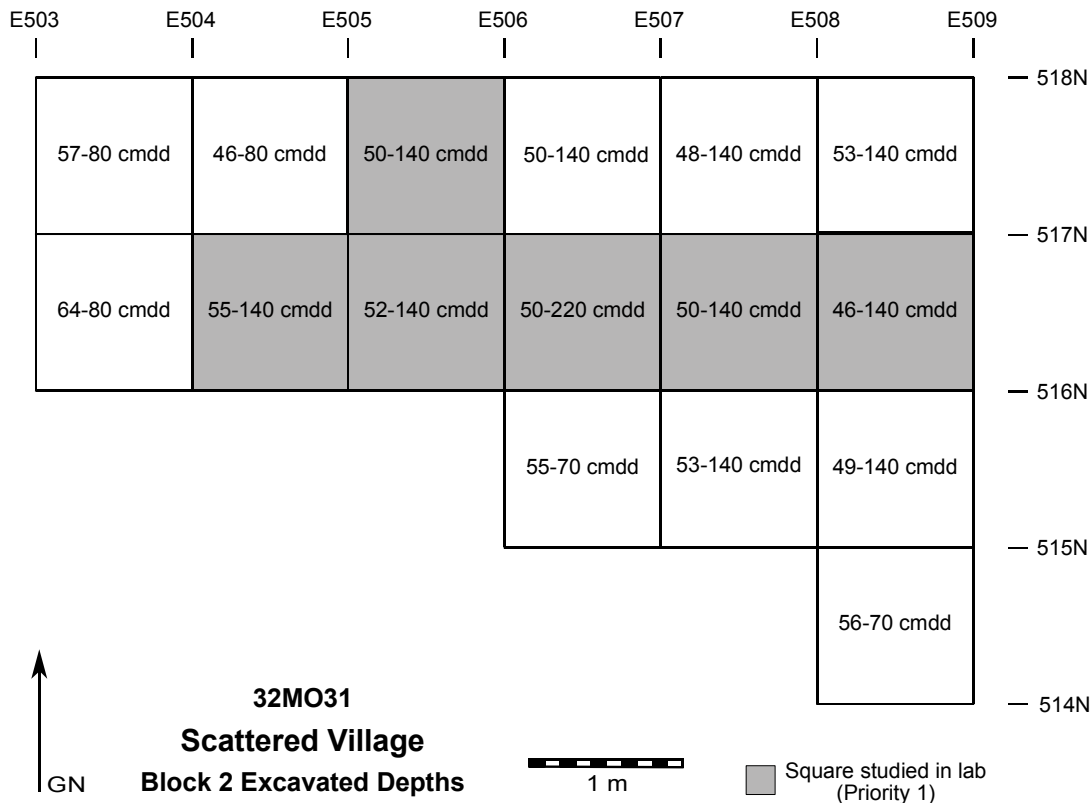 E503 E504 E505 E506 E507 E508 E509
518N
57-80 cmdd 46-80 cmdd 50-140 cmdd 50-140 cmdd 48-140 cmdd 53-140 cmdd
517N
64-80 cmdd 55-140 cmdd 52-140 cmdd 50-220 cmdd 50-140 cmdd 46-140 cmdd
516N
55-70 cmdd 53-140 cmdd 49-140 cmdd
515N
56-70 cmdd
514N
32MO31
Scattered Village
Block 2 Excavated Depths
GN
1 m
Square studied in lab
(Priority 1)